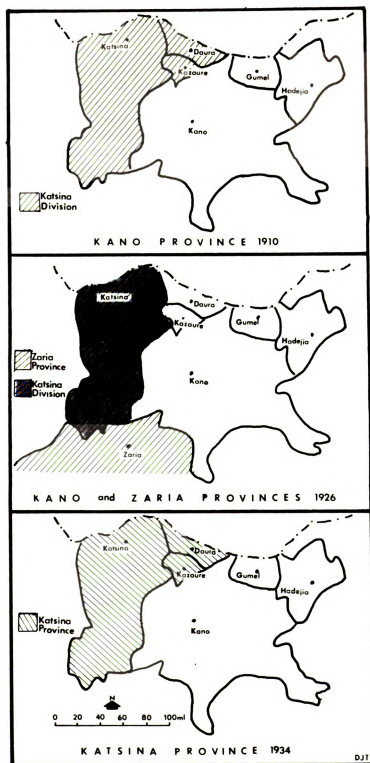 Katsina
Daura
Kazaure
Gumel
Hadejia
Kano
Katsina
Division
KANO PROVINCE 1910
Katsina
Daura
Kazaure
Gumel
Hadejia
Zaria
Province
Katsina
Division
Kano
Zaria
KANO and ZARIA PROVINCES 1926
Katsina
Daura
Kazaure
Gumel
Hadejia
Kano
Katsina
Province
N
0 20 40 60 80 100ml
KATSINA PROVINCE 1934
DJT